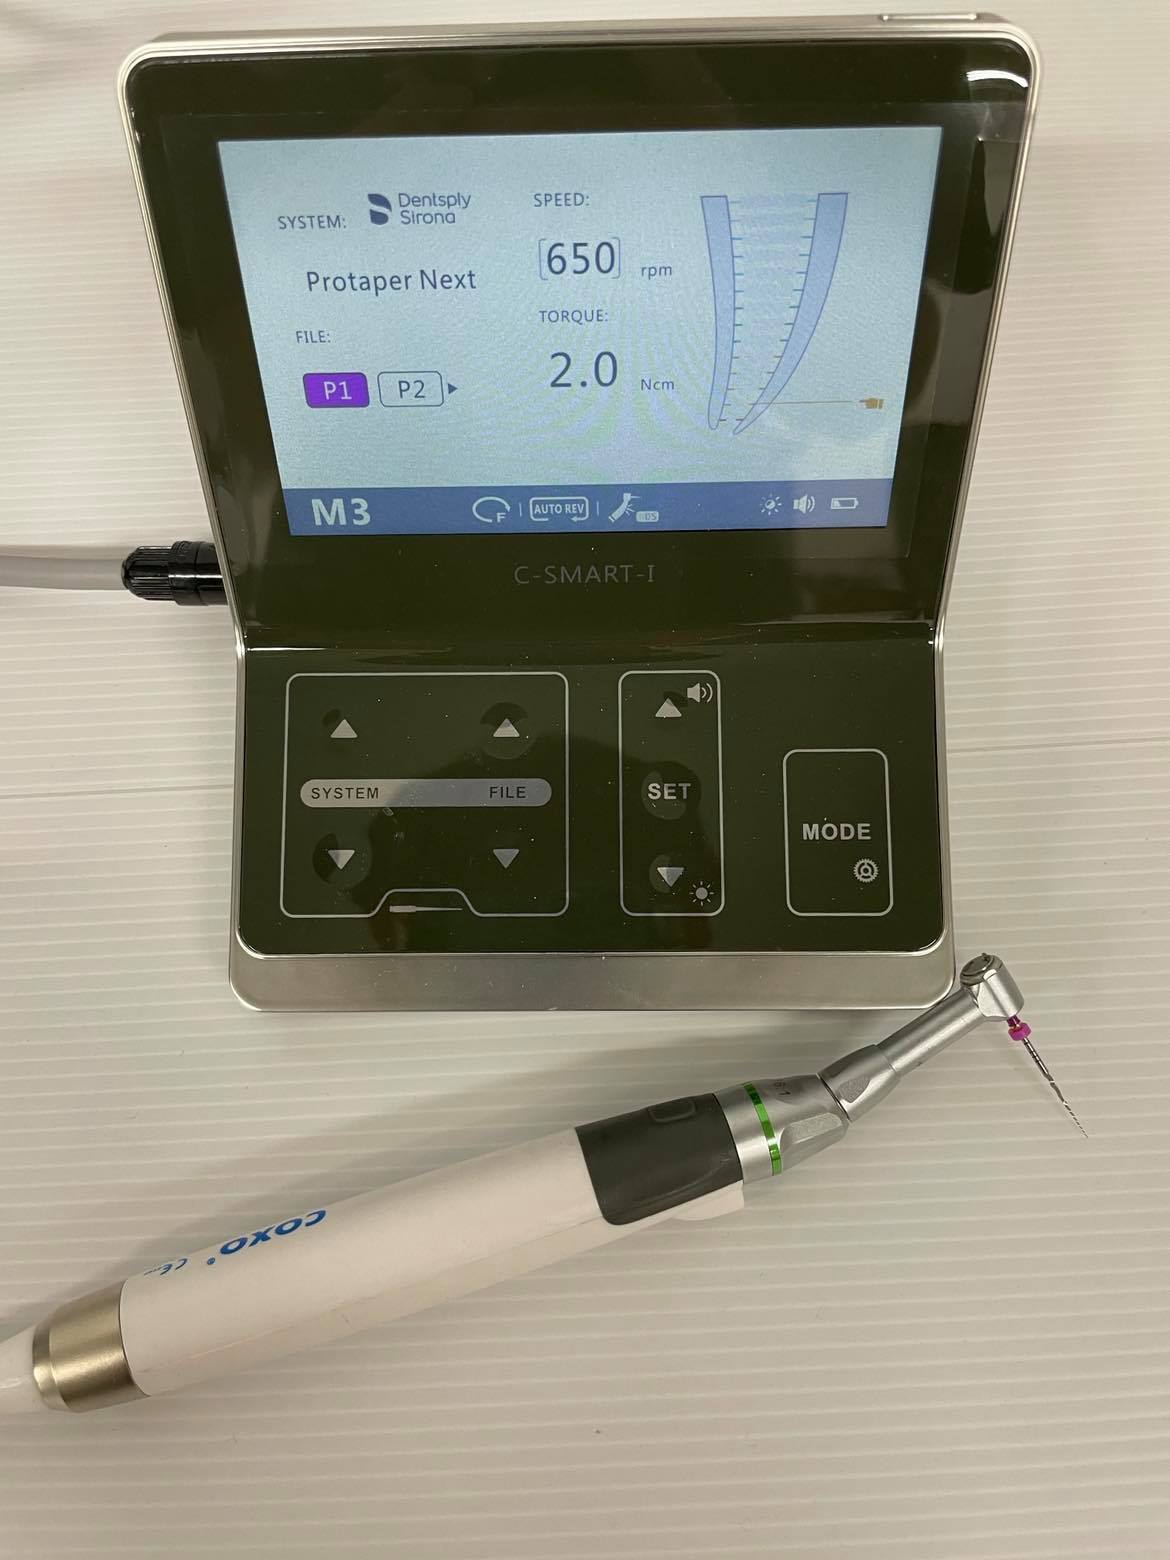 SYSTEM:
Dentsply
Sirona
Protaper Next
FILE:
P1
P2
SPEED:
[650] rpm
TORQUE:
2.0 Ncm
M3
F
AUTO REV
C-SMART-I
SYSTEM
FILE
SET
MODE
COXO®
CE